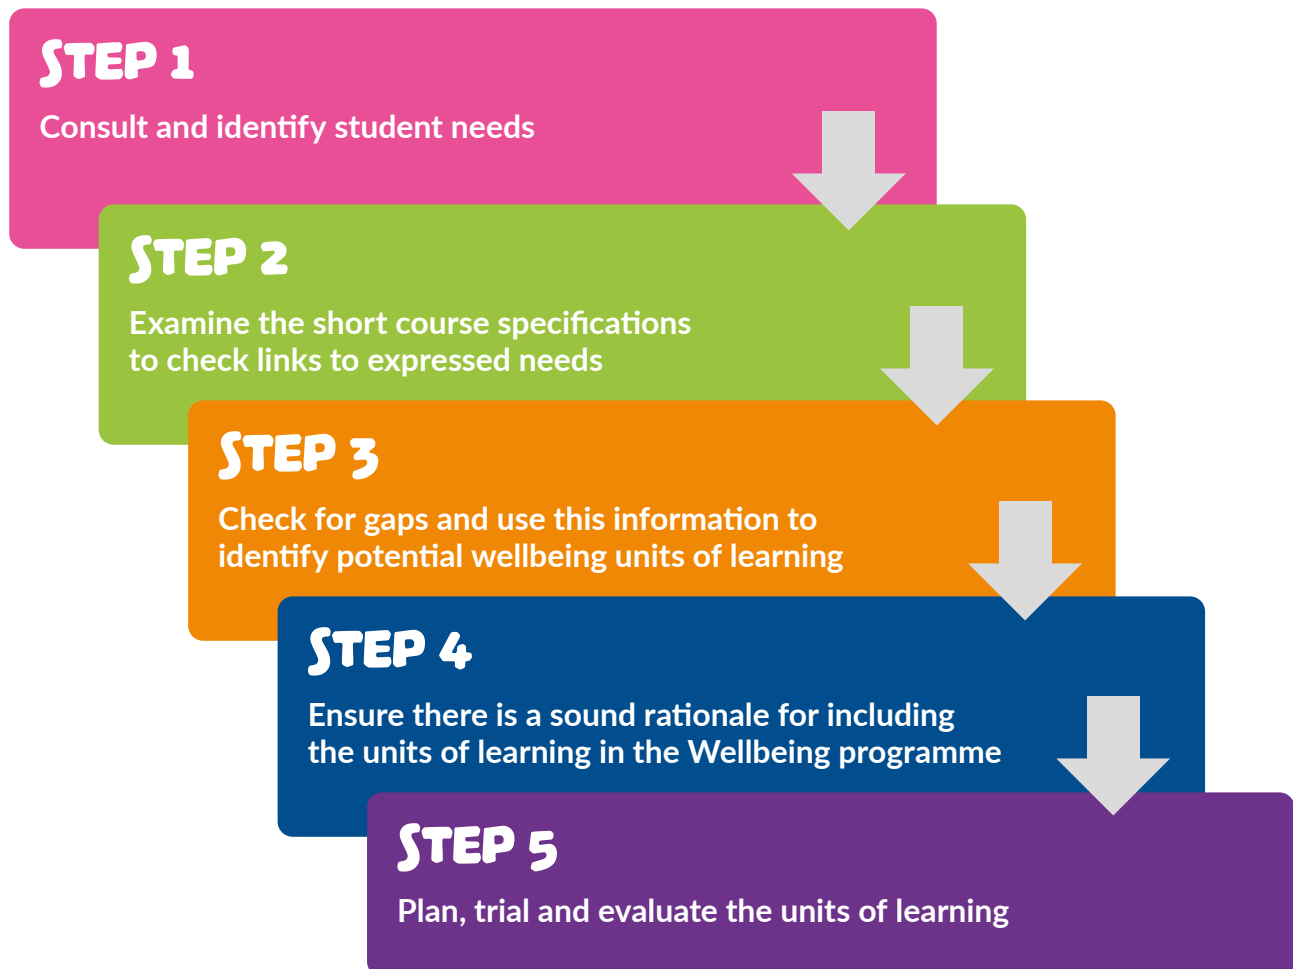 STEP 1
Consult and identify student needs
STEP 2
Examine the short course specifications
to check links to expressed needs
STEP 3
Check for gaps and use this information to
identify potential wellbeing units of learning
STEP 4
Ensure there is a sound rationale for including
the units of learning in the Wellbeing programme
STEP 5
Plan, trial and evaluate the units of learning